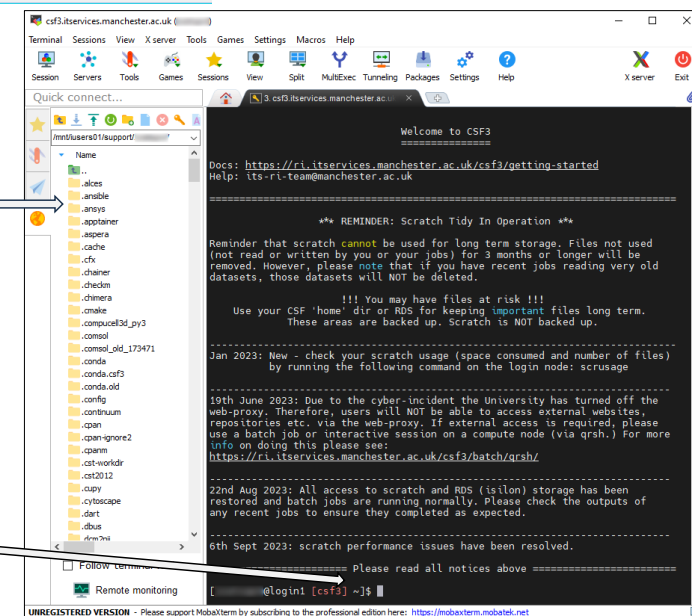 csf3.itservices.manchester.ac.uk (
Terminal Sessions View X server Tools Games Settings Macros Help
Session Servers Tools Games Sessions View Split MultiExec Tunneling Packages Settings Help X server Exit
Quick connect...
3. csf3.itservices.manchester.ac.u
/mnt/iusers01/support/
Name
..
.alces
.ansible
.ansys
.apptainer
.aspera
.cache
.cfx
.chainer
.checkm
.chimera
.cmake
.compucell3d_py3
.comsol
.comsol_old_173471
.conda
.conda.csf3
.conda.old
.config
.continuum
.cpan
.cpan-ignore2
.cpanm
.cst-workdir
.cst2012
.cupy
.cytoscape
.dart
.dbus
.dcm2nii
Follow terminal
Remote monitoring
Welcome to CSF3
===============
Docs: https://ri.itservices.manchester.ac.uk/csf3/getting-started
Help: its-ri-team@manchester.ac.uk
*** REMINDER: Scratch Tidy In Operation ***
Reminder that scratch cannot be used for long term storage. Files not used
(not read or written by you or your jobs) for 3 months or longer will be
removed. However, please note that if you have recent jobs reading very old
datasets, those datasets will NOT be deleted.
!!! You may have files at risk !!!
Use your CSF 'home' dir or RDS for keeping important files long term.
These areas are backed up. Scratch is NOT backed up.
Jan 2023: New - check your scratch usage (space consumed and number of files)
by running the following command on the login node: scrusage
19th June 2023: Due to the cyber-incident the University has turned off the
web-proxy. Therefore, users will NOT be able to access external websites,
repositories etc. via the web-proxy. If external access is required, please
use a batch job or interactive session on a compute node (via qrsh.) For more
info on doing this please see:
https://ri.itservices.manchester.ac.uk/csf3/batch/qrsh/
22nd Aug 2023: All access to scratch and RDS (isilon) storage has been
restored and batch jobs are running normally. Please check the outputs of
any recent jobs to ensure they completed as expected.
6th Sept 2023: scratch performance issues have been resolved.
==================== Please read all notices above ====================
[ @login1 [csf3] ~]$
UNREGISTERED VERSION - Please support MobaXterm by subscribing to the professional edition here: https://mobaxterm.mobatek.net